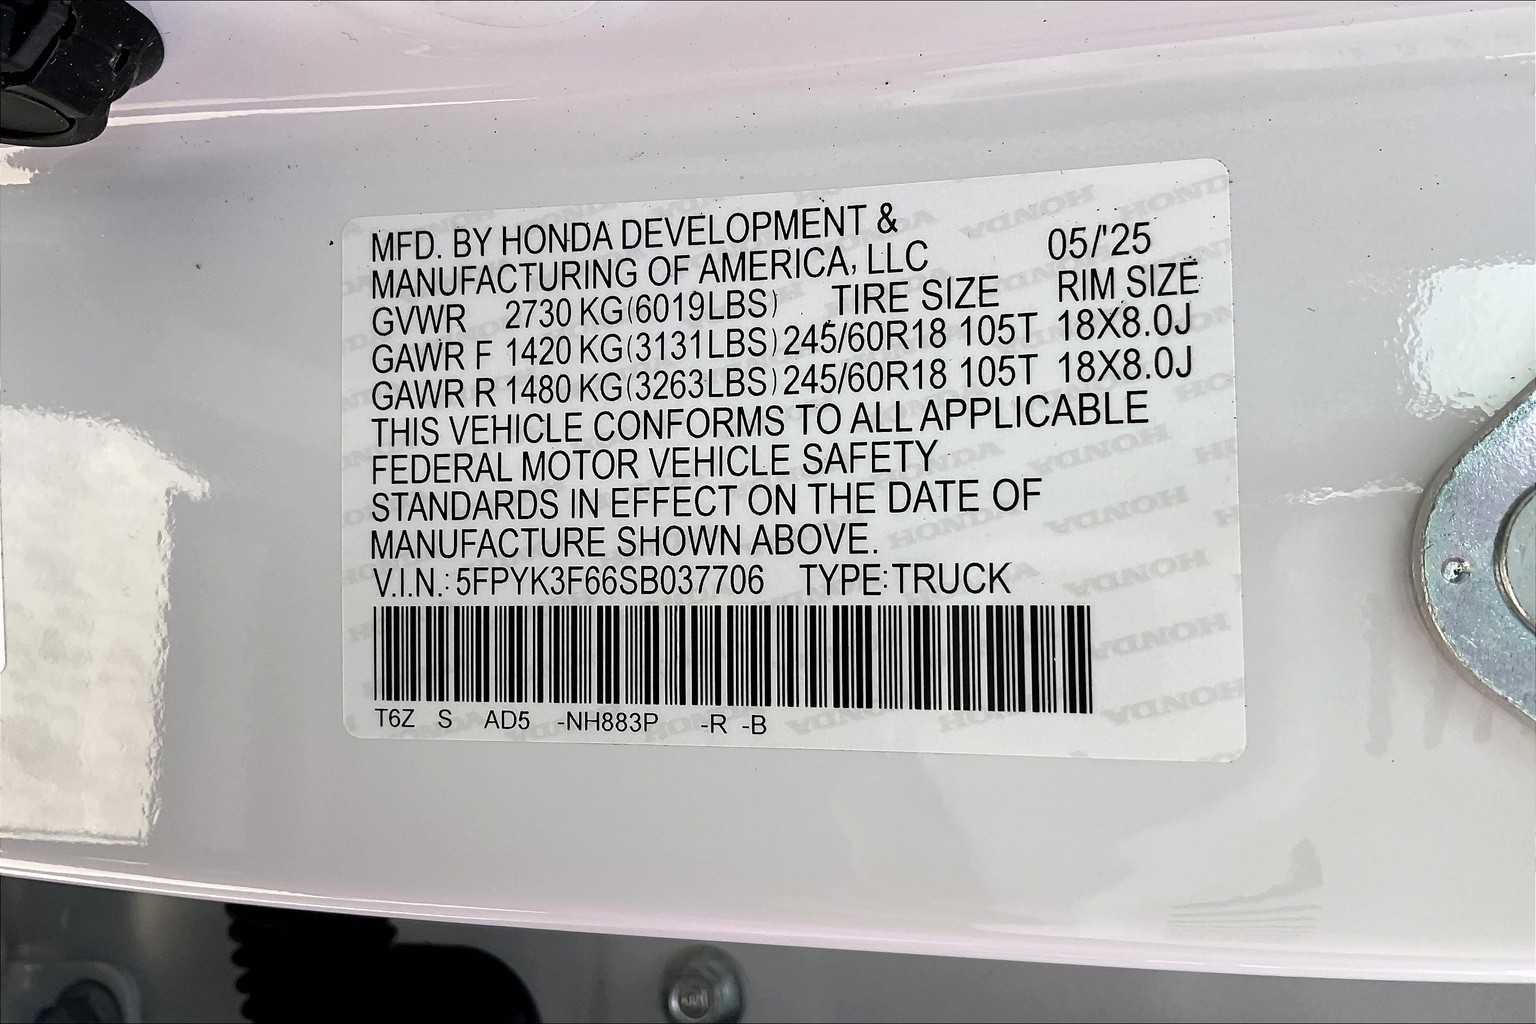 MFD. BY HONDA DEVELOPMENT &
MANUFACTURING OF AMERICA, LLC 05/'25
GVWR 2730 KG(6019LBS) TIRE SIZE RIM SIZE
GAWR F 1420 KG(3131LBS) 245/60R18 105T 18X8.0J
GAWR R 1480 KG(3263LBS) 245/60R18 105T 18X8.0J
THIS VEHICLE CONFORMS TO ALL APPLICABLE
FEDERAL MOTOR VEHICLE SAFETY
STANDARDS IN EFFECT ON THE DATE OF
MANUFACTURE SHOWN ABOVE.
V.I.N.: 5FPYK3F66SB037706 TYPE:TRUCK
T6Z S AD5 -NH883P -R -B